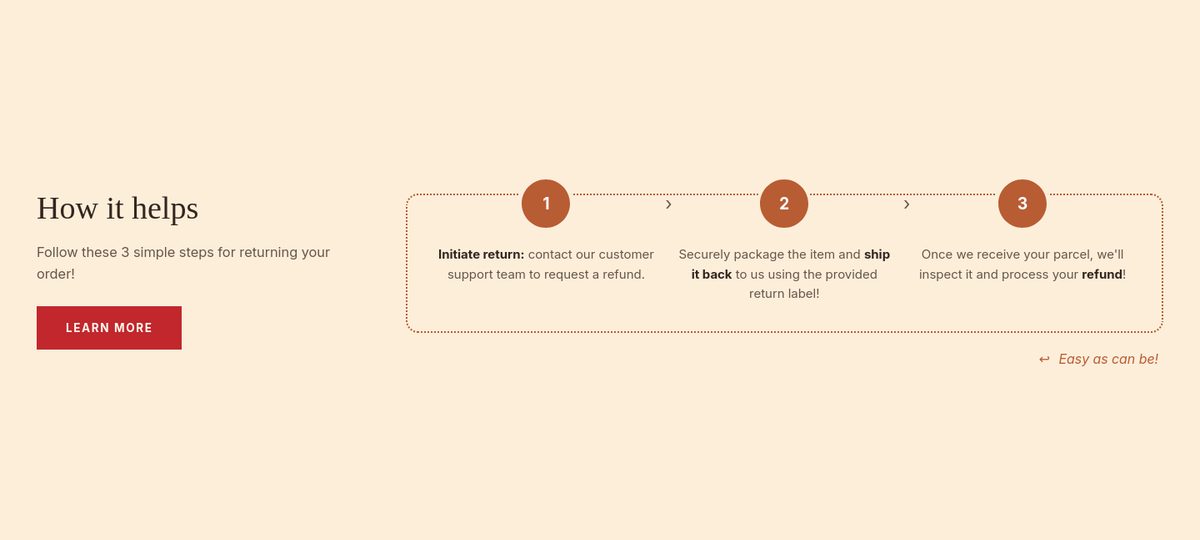 How it helps
Follow these 3 simple steps for returning your
order!
LEARN MORE
1
›
2
›
3
Initiate return: contact our customer
support team to request a refund.
Securely package the item and ship
it back to us using the provided
return label!
Once we receive your parcel, we'll
inspect it and process your refund!
↩ Easy as can be!